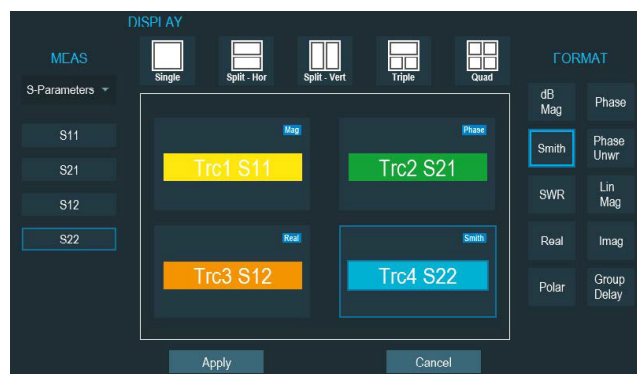 DISPLAY
MEAS
S-Parameters
S11
S21
S12
S22
Single
Split - Hor
Split - Vert
Triple
Quad
Mag
Trc1 S11
Phase
Trc2 S21
Real
Trc3 S12
Smith
Trc4 S22
Apply
Cancel
FORMAT
dB
Mag
Phase
Smith
Phase
Unwr
SWR
Lin
Mag
Real
Imag
Polar
Group
Delay